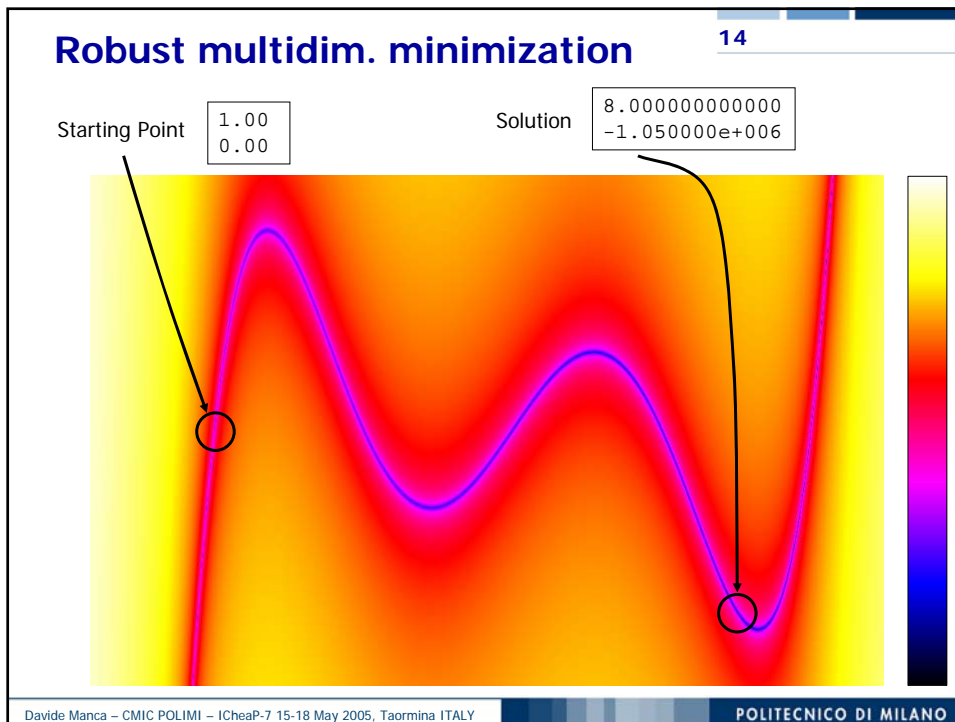 Robust multidim. minimization
14
Starting Point
1.00
0.00
Solution
8.000000000000
-1.050000e+006
Davide Manca – CMIC POLIMI – ICheaP-7 15-18 May 2005, Taormina ITALY
POLITECNICO DI MILANO